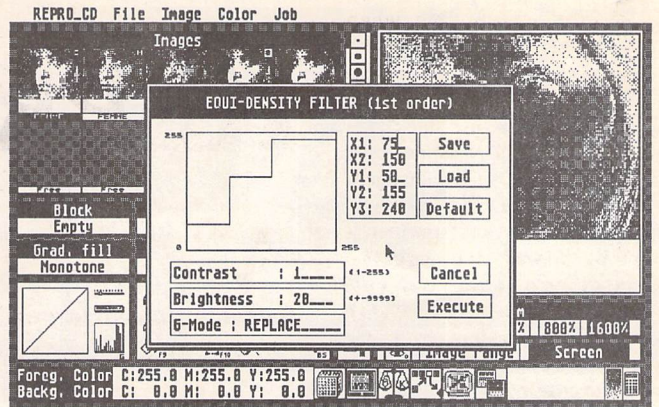 REPRO_CD File Image Color Job
Images
FEMME
EQUI-DENSITY FILTER (1st order)
255
0
255
X1: 75_
X2: 150
Y1: 50_
Y2: 155
Y3: 240
Save
Load
Default
Contrast : 1____ (1-255)
Brightness : 20___ (+-9999)
G-Mode : REPLACE_____
Cancel
Execute
Free Free
Block
Empty
Grad. fill
Monotone
800% 1600%
Image range
Screen
Foreg. Color C:255.0 M:255.0 Y:255.0
Backg. Color C: 0.0 M: 0.0 Y: 0.0